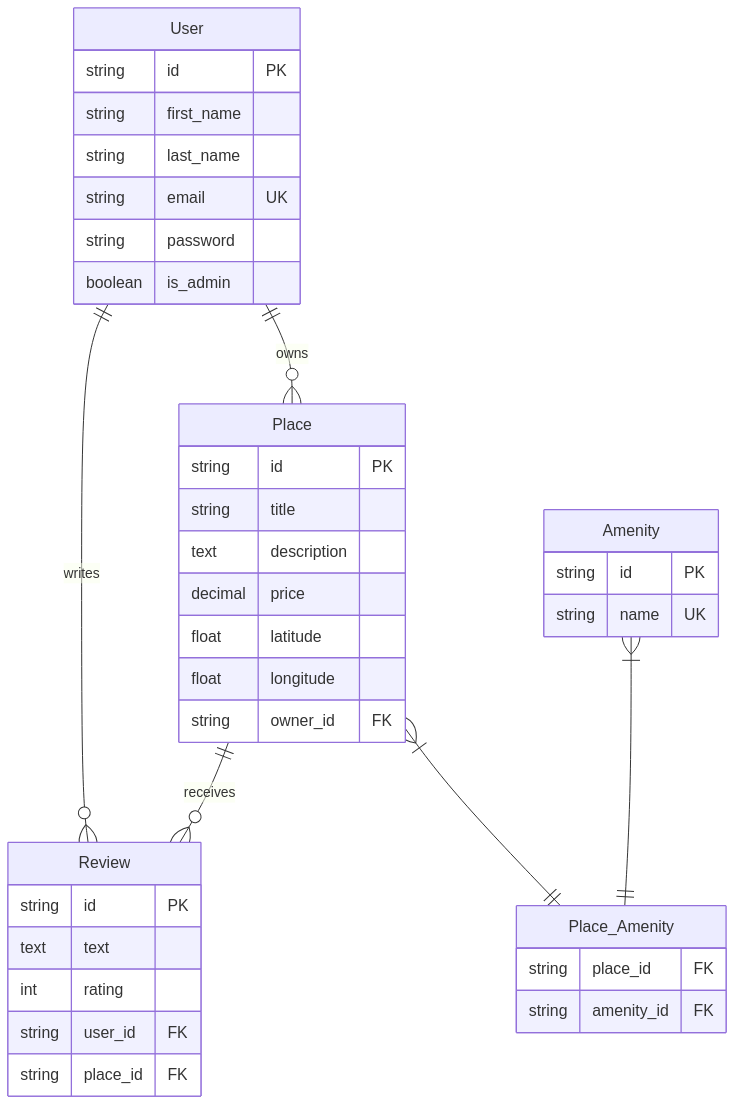 User
string id PK
string first_name
string last_name
string email UK
string password
boolean is_admin
owns
Place
string id PK
string title
text description
decimal price
float latitude
float longitude
string owner_id FK
Amenity
string id PK
string name UK
writes
receives
Review
string id PK
text text
int rating
string user_id FK
string place_id FK
Place_Amenity
string place_id FK
string amenity_id FK